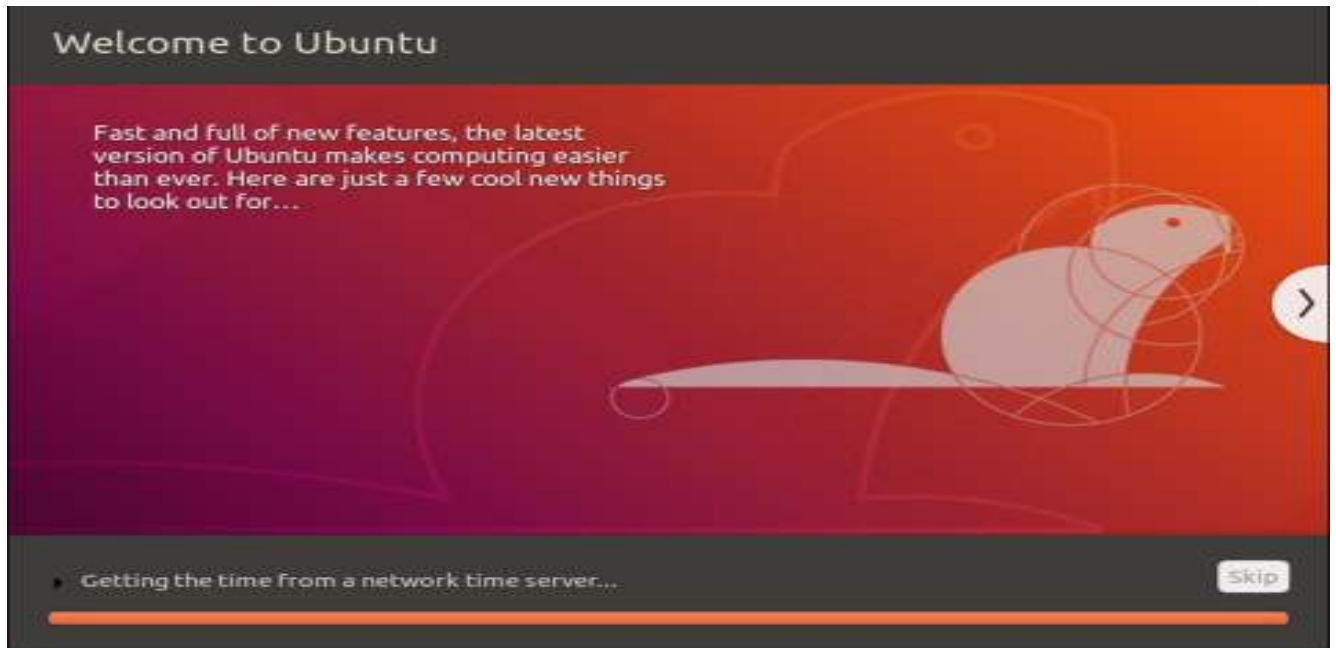 Welcome to Ubuntu
Fast and full of new features, the latest
version of Ubuntu makes computing easier
than ever. Here are just a few cool new things
to look out for...
Getting the time from a network time server...
Skip